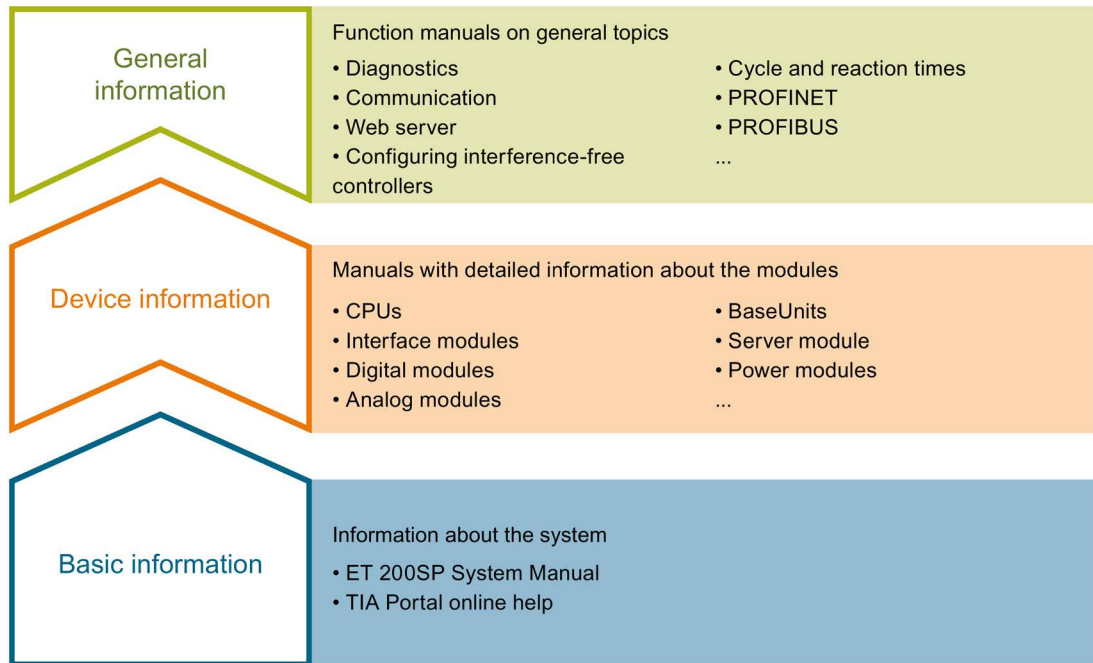 General
information
Function manuals on general topics
• Diagnostics
• Communication
• Web server
• Configuring interference-free
controllers
• Cycle and reaction times
• PROFINET
• PROFIBUS
...
Device information
Manuals with detailed information about the modules
• CPUs
• Interface modules
• Digital modules
• Analog modules
• BaseUnits
• Server module
• Power modules
...
Basic information
Information about the system
• ET 200SP System Manual
• TIA Portal online help